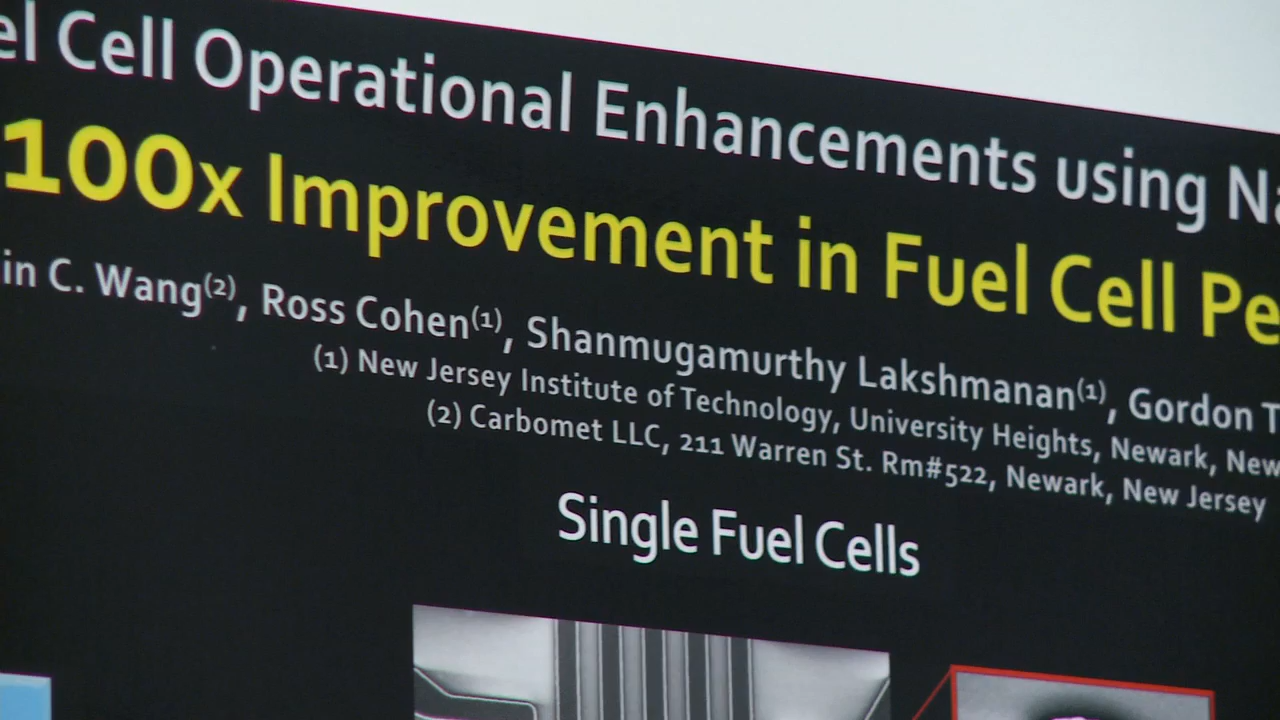 el Cell Operational Enhancements using Na
100x Improvement in Fuel Cell Pe
in C. Wang(2), Ross Cohen(1), Shanmugamurthy Lakshmanan(1), Gordon T
(1) New Jersey Institute of Technology, University Heights, Newark, New
(2) Carbomet LLC, 211 Warren St. Rm#522, Newark, New Jersey
Single Fuel Cells